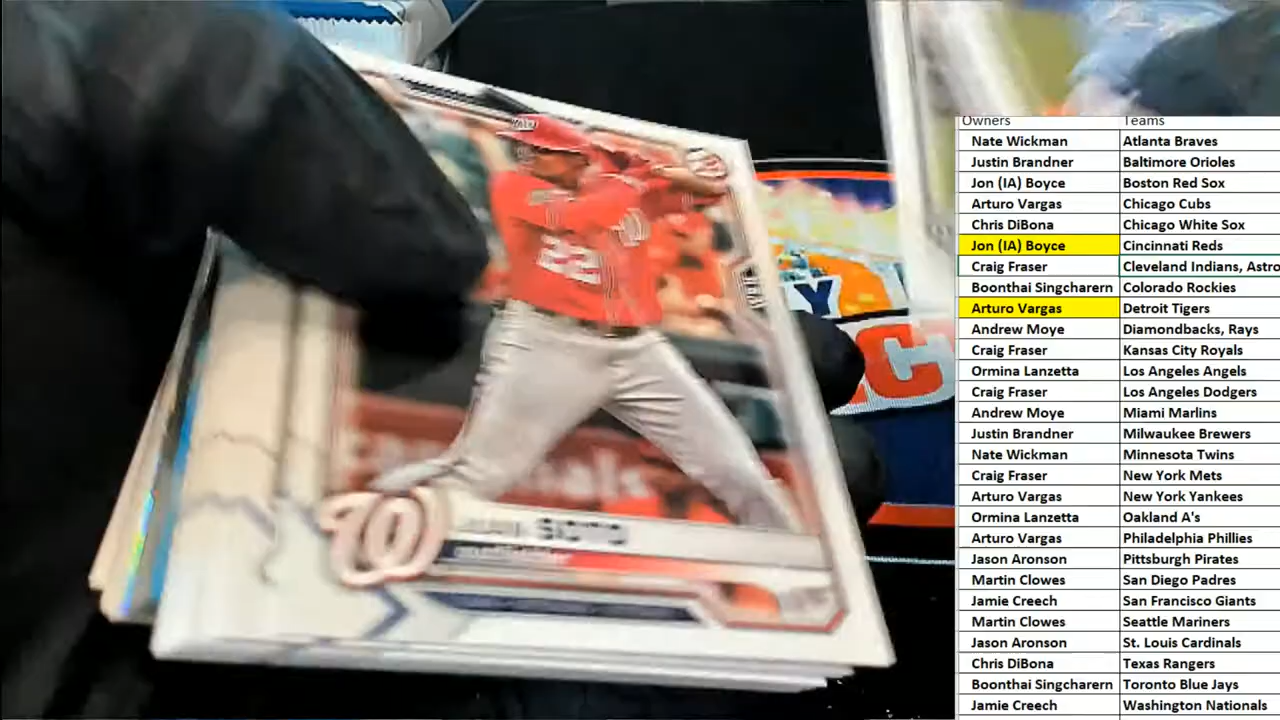 22
JUAN SOTO
Owners Teams
Nate Wickman Atlanta Braves
Justin Brandner Baltimore Orioles
Jon (IA) Boyce Boston Red Sox
Arturo Vargas Chicago Cubs
Chris DiBona Chicago White Sox
Jon (IA) Boyce Cincinnati Reds
Craig Fraser Cleveland Indians, Astro
Boonthai Singcharern Colorado Rockies
Arturo Vargas Detroit Tigers
Andrew Moye Diamondbacks, Rays
Craig Fraser Kansas City Royals
Ormina Lanzetta Los Angeles Angels
Craig Fraser Los Angeles Dodgers
Andrew Moye Miami Marlins
Justin Brandner Milwaukee Brewers
Nate Wickman Minnesota Twins
Craig Fraser New York Mets
Arturo Vargas New York Yankees
Ormina Lanzetta Oakland A's
Arturo Vargas Philadelphia Phillies
Jason Aronson Pittsburgh Pirates
Martin Clowes San Diego Padres
Jamie Creech San Francisco Giants
Martin Clowes Seattle Mariners
Jason Aronson St. Louis Cardinals
Chris DiBona Texas Rangers
Boonthai Singcharern Toronto Blue Jays
Jamie Creech Washington Nationals